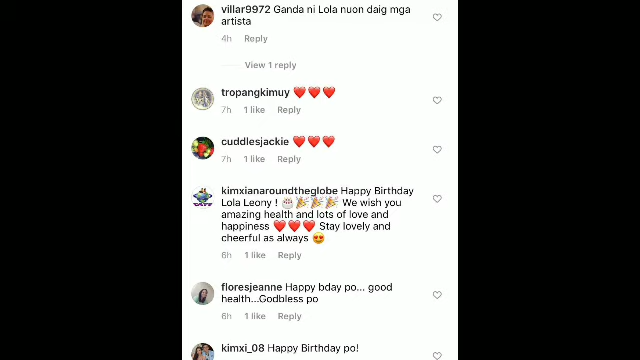 villar9972 Ganda ni Lola nuon daig mga
artista
4h Reply
View 1 reply
tropangkimuy ❤️❤️❤️
7h 1 like Reply
cuddlesjackie ❤️❤️❤️
7h 1 like Reply
kimxianaroundtheglobe Happy Birthday
Lola Leony ! 🎂🎉🎉🎉 We wish you
amazing health and lots of love and
happiness ❤️❤️❤️ Stay lovely and
cheerful as always 😍
6h 1 like Reply
floresjeanne Happy bday po... good
health...Godbless po
6h 1 like Reply
kimxi_08 Happy Birthday po!